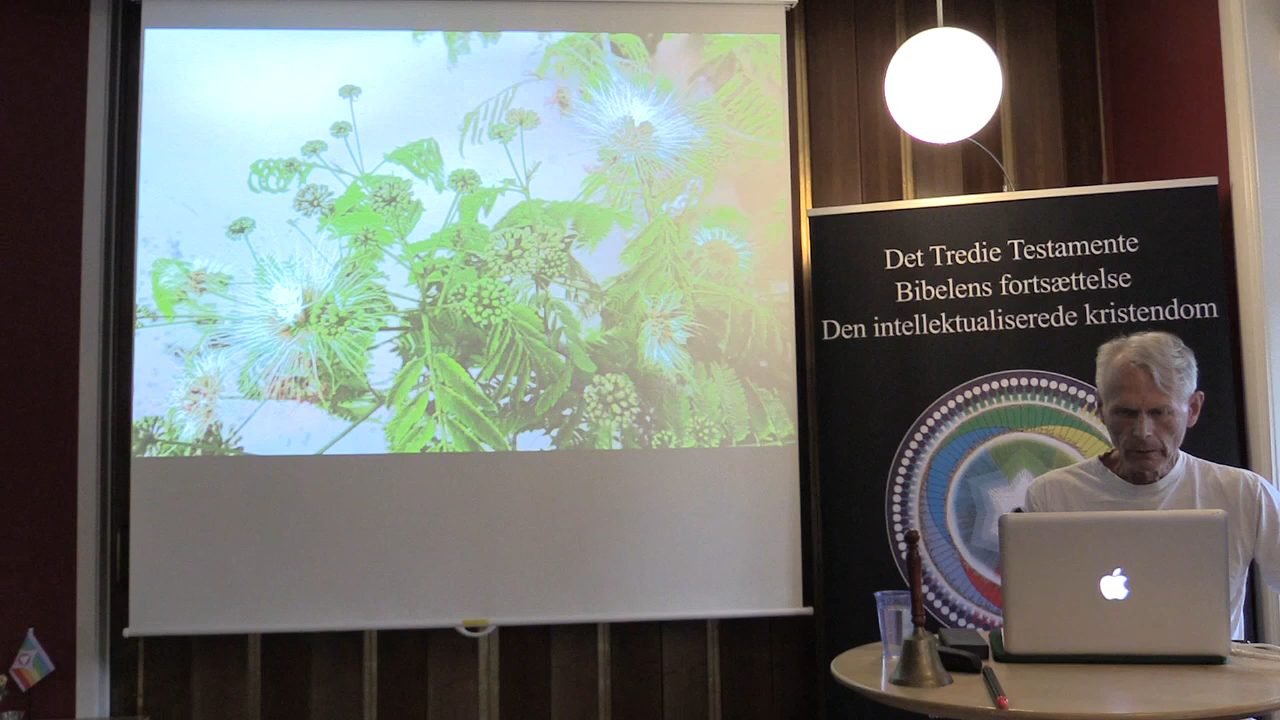 Det Tredie Testamente
Bibelens fortsættelse
Den intellektualiserede kristendom